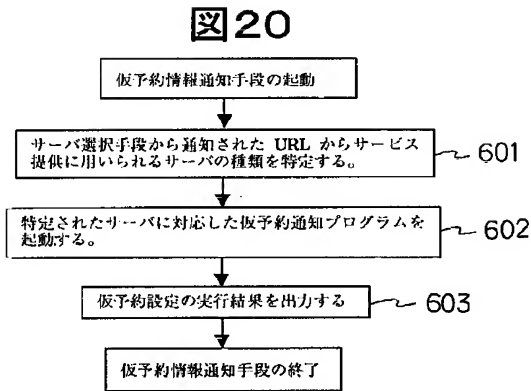 図20
仮予約情報通知手段の起動
サーバ選択手段から通知された URL からサービス
提供に用いられるサーバの種類を特定する。
601
特定されたサーバに対応した仮予約通知プログラムを
起動する。
602
仮予約設定の実行結果を出力する
603
仮予約情報通知手段の終了